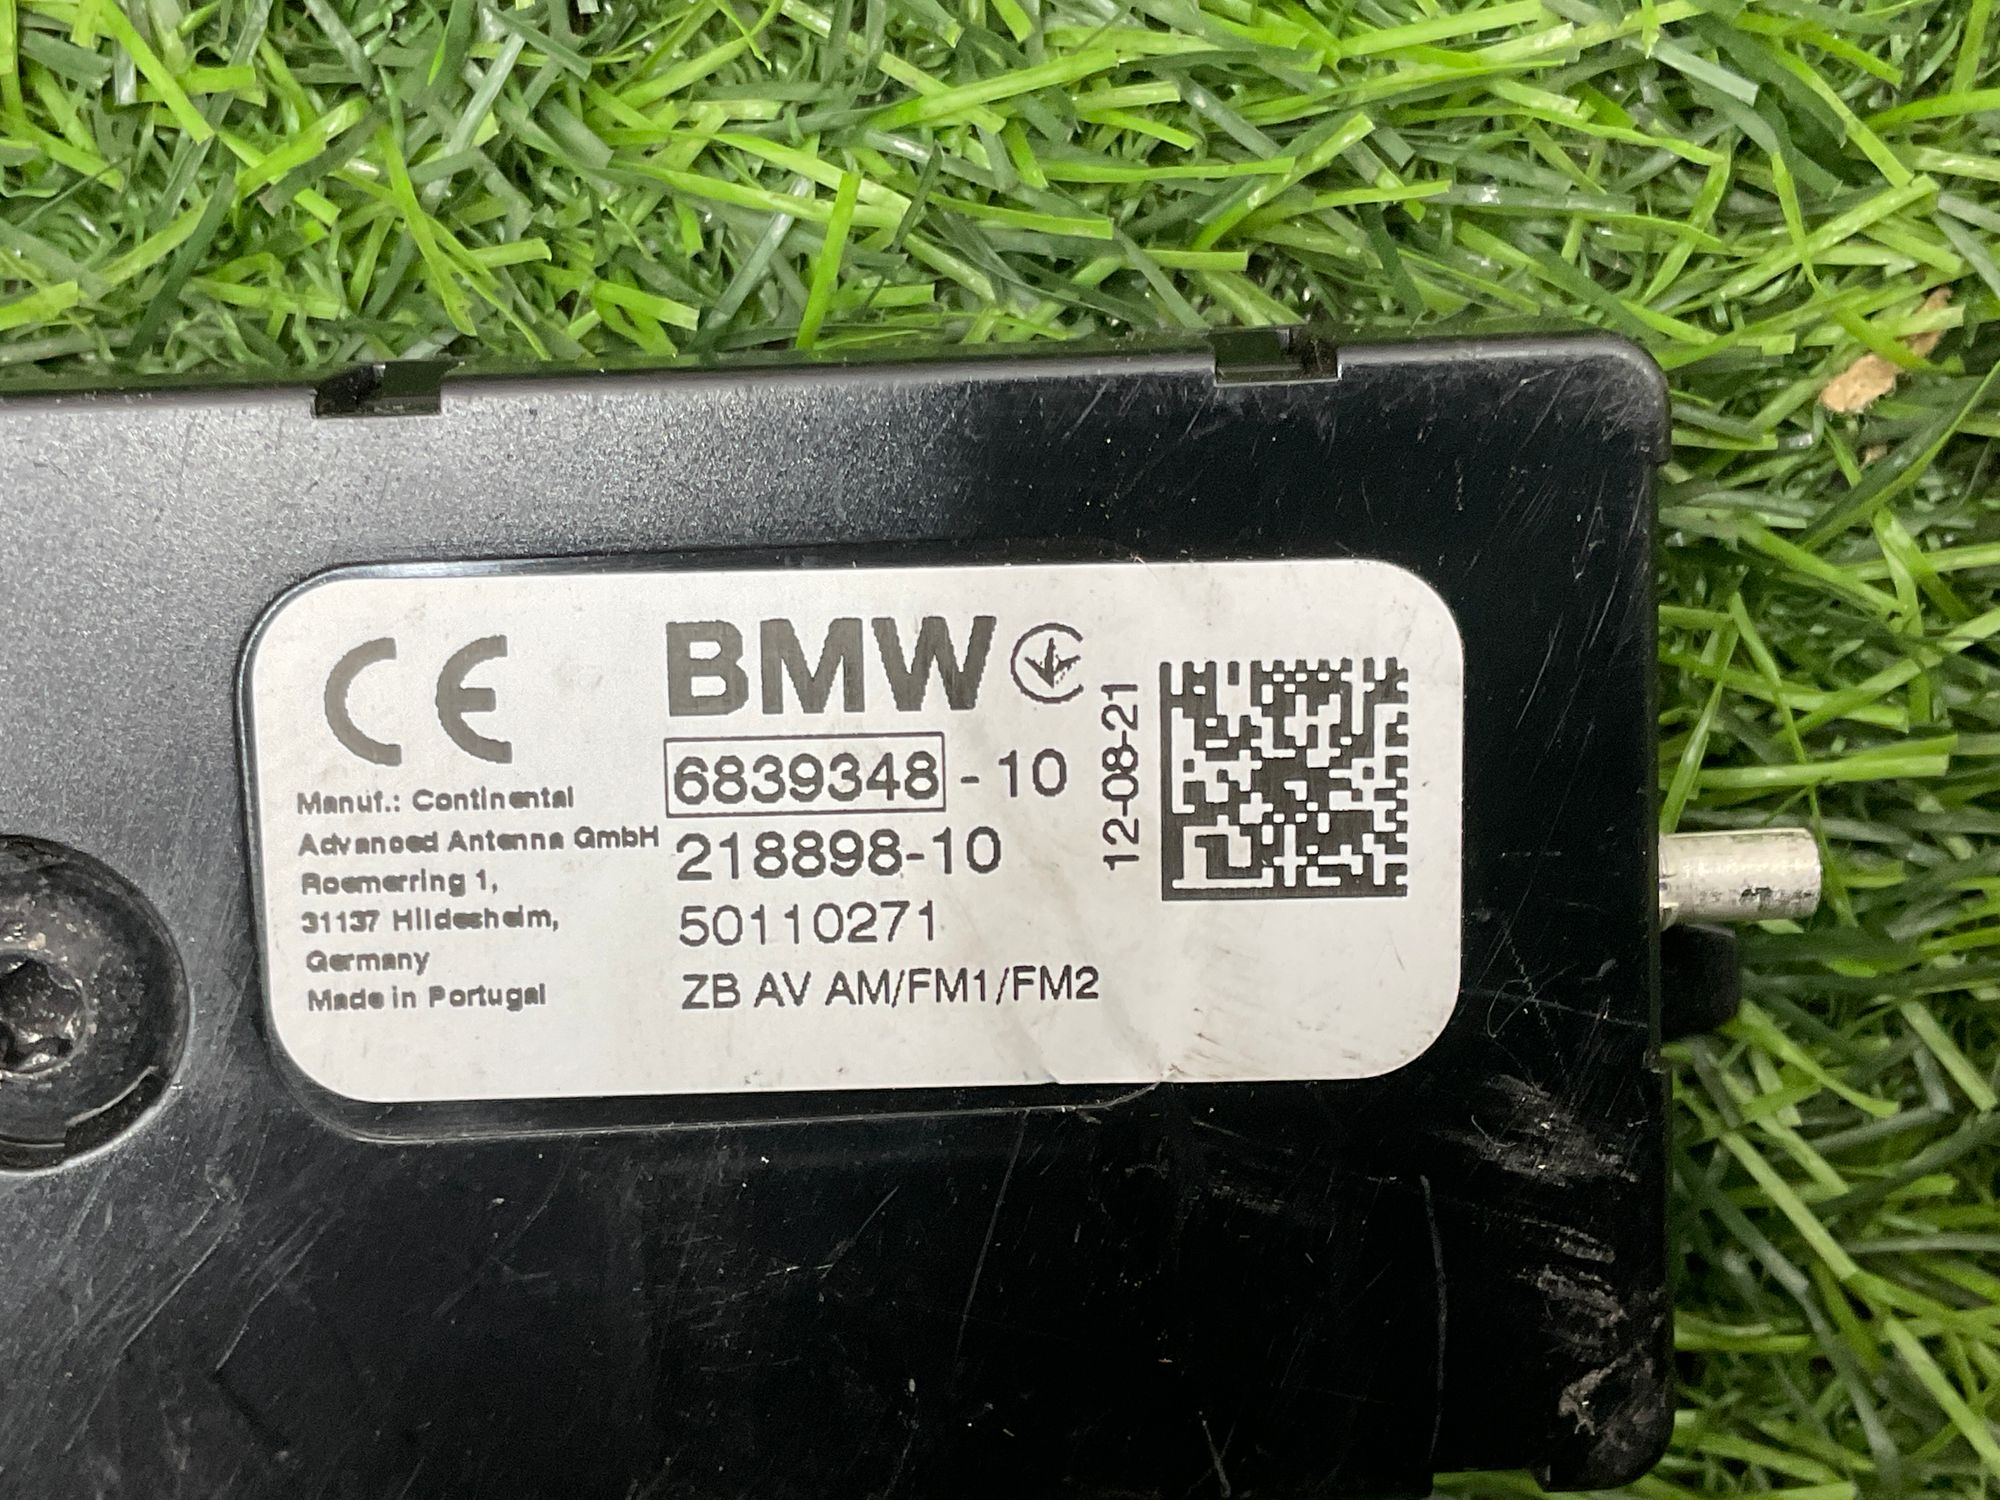 CE
Manuf.: Continental
Advanced Antenna GmbH
Roemerring 1,
31137 Hildesheim,
Germany
Made in Portugal
BMW
6839348 - 10
218898-10
50110271
ZB AV AM/FM1/FM2
12-08-21